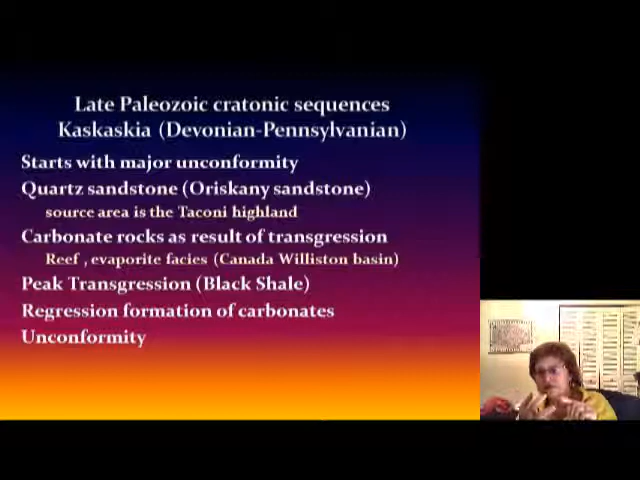 Late Paleozoic cratonic sequences
Kaskaskia (Devonian-Pennsylvanian)
Starts with major unconformity
Quartz sandstone (Oriskany sandstone)
source area is the Taconi highland
Carbonate rocks as result of transgression
Reef , evaporite facies (Canada Williston basin)
Peak Transgression (Black Shale)
Regression formation of carbonates
Unconformity